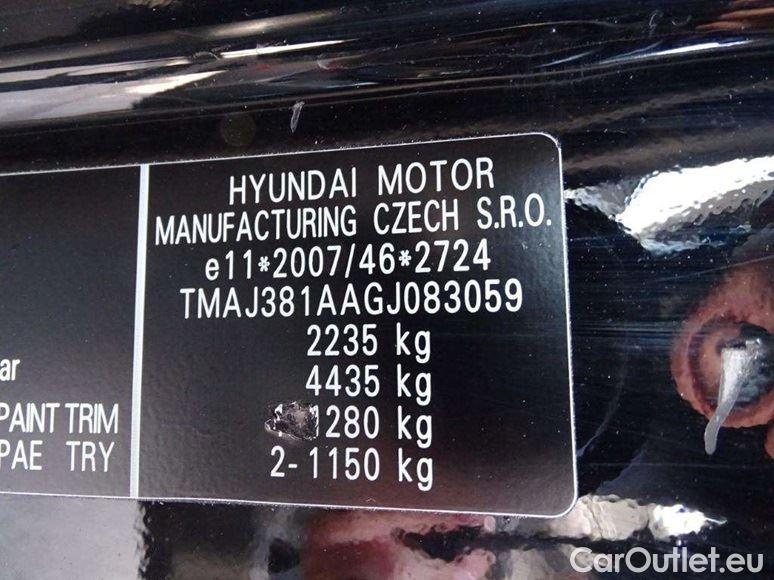 HYUNDAI MOTOR
MANUFACTURING CZECH S.R.O.
e11*2007/46*2724
TMAJ381AAGJ083059
2235 kg
4435 kg
280 kg
2- 1150 kg
ar
PAINT TRIM
PAE TRY
CarOutlet.eu